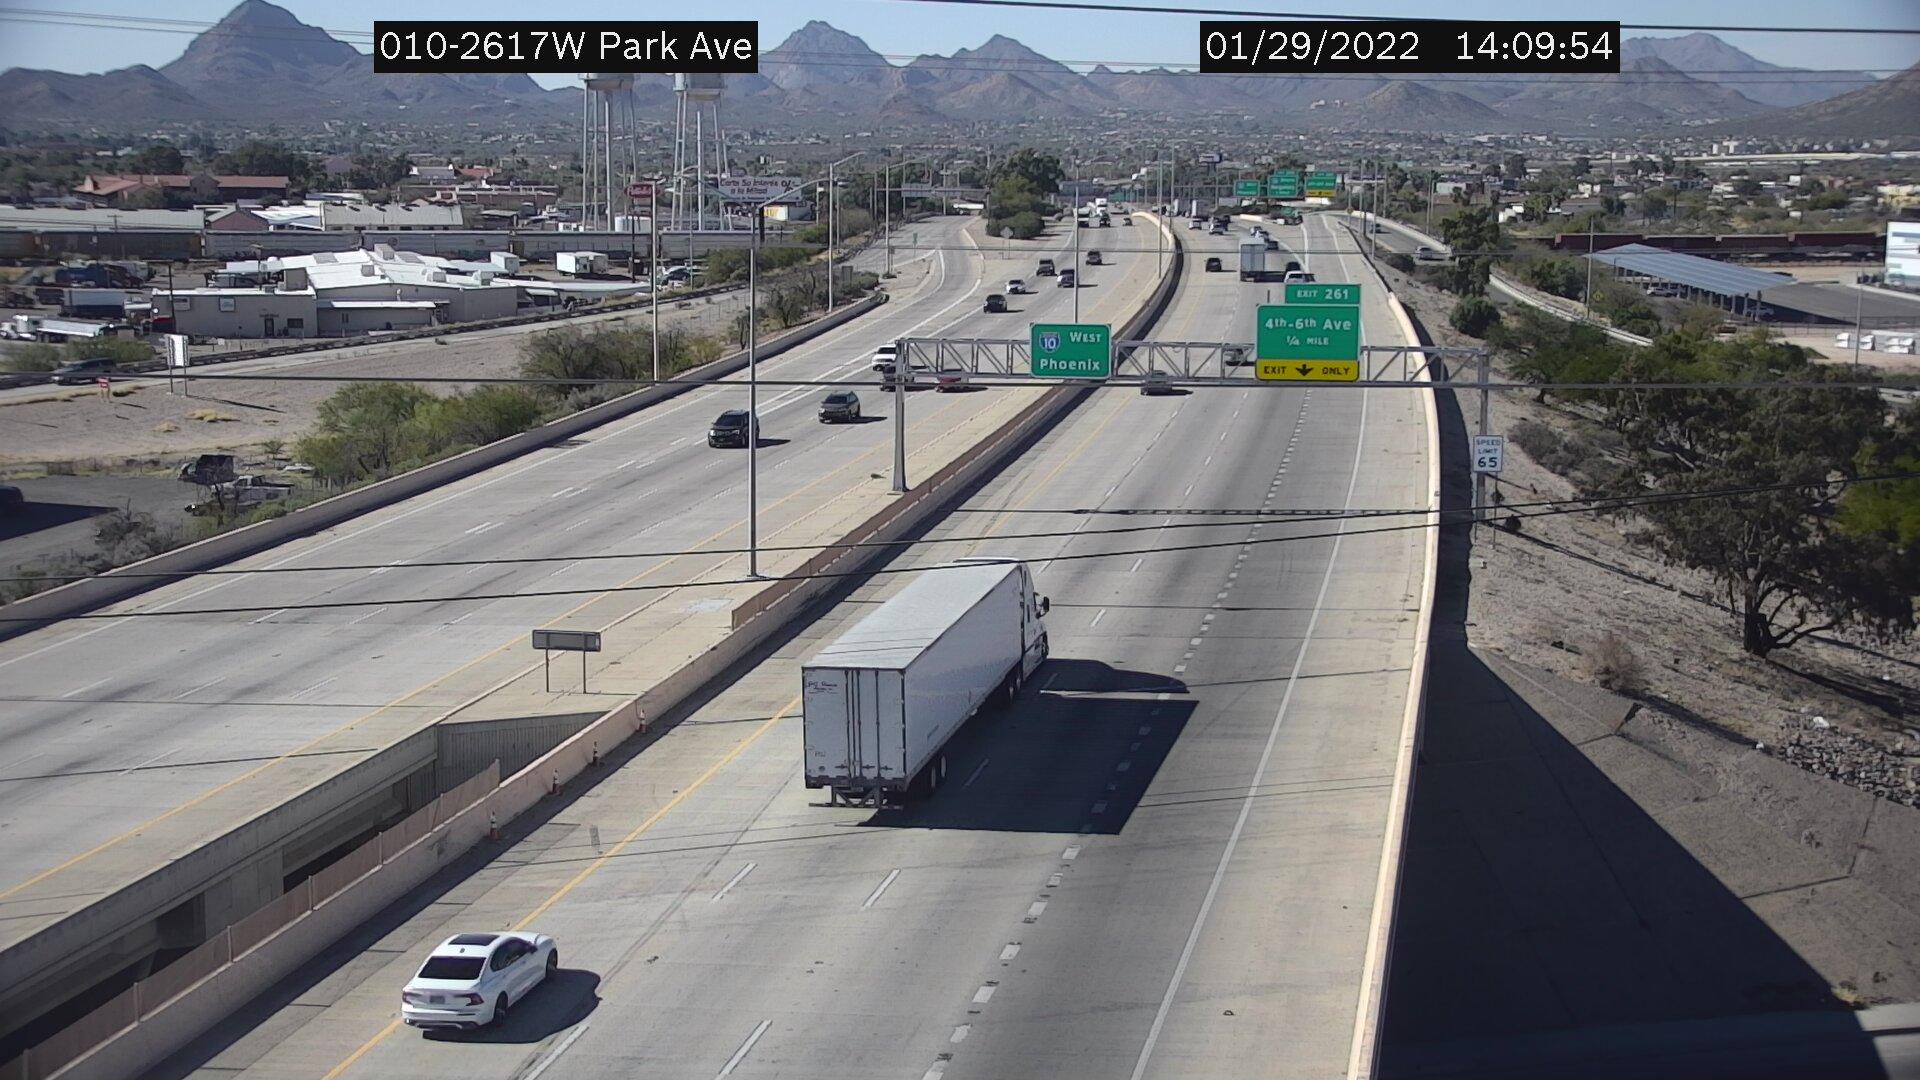 010-2617W Park Ave
01/29/2022 14:09:54
EXIT 261
4th-6th Ave
1/4 MILE
EXIT ONLY
10 WEST
Phoenix
SPEED
LIMIT
65